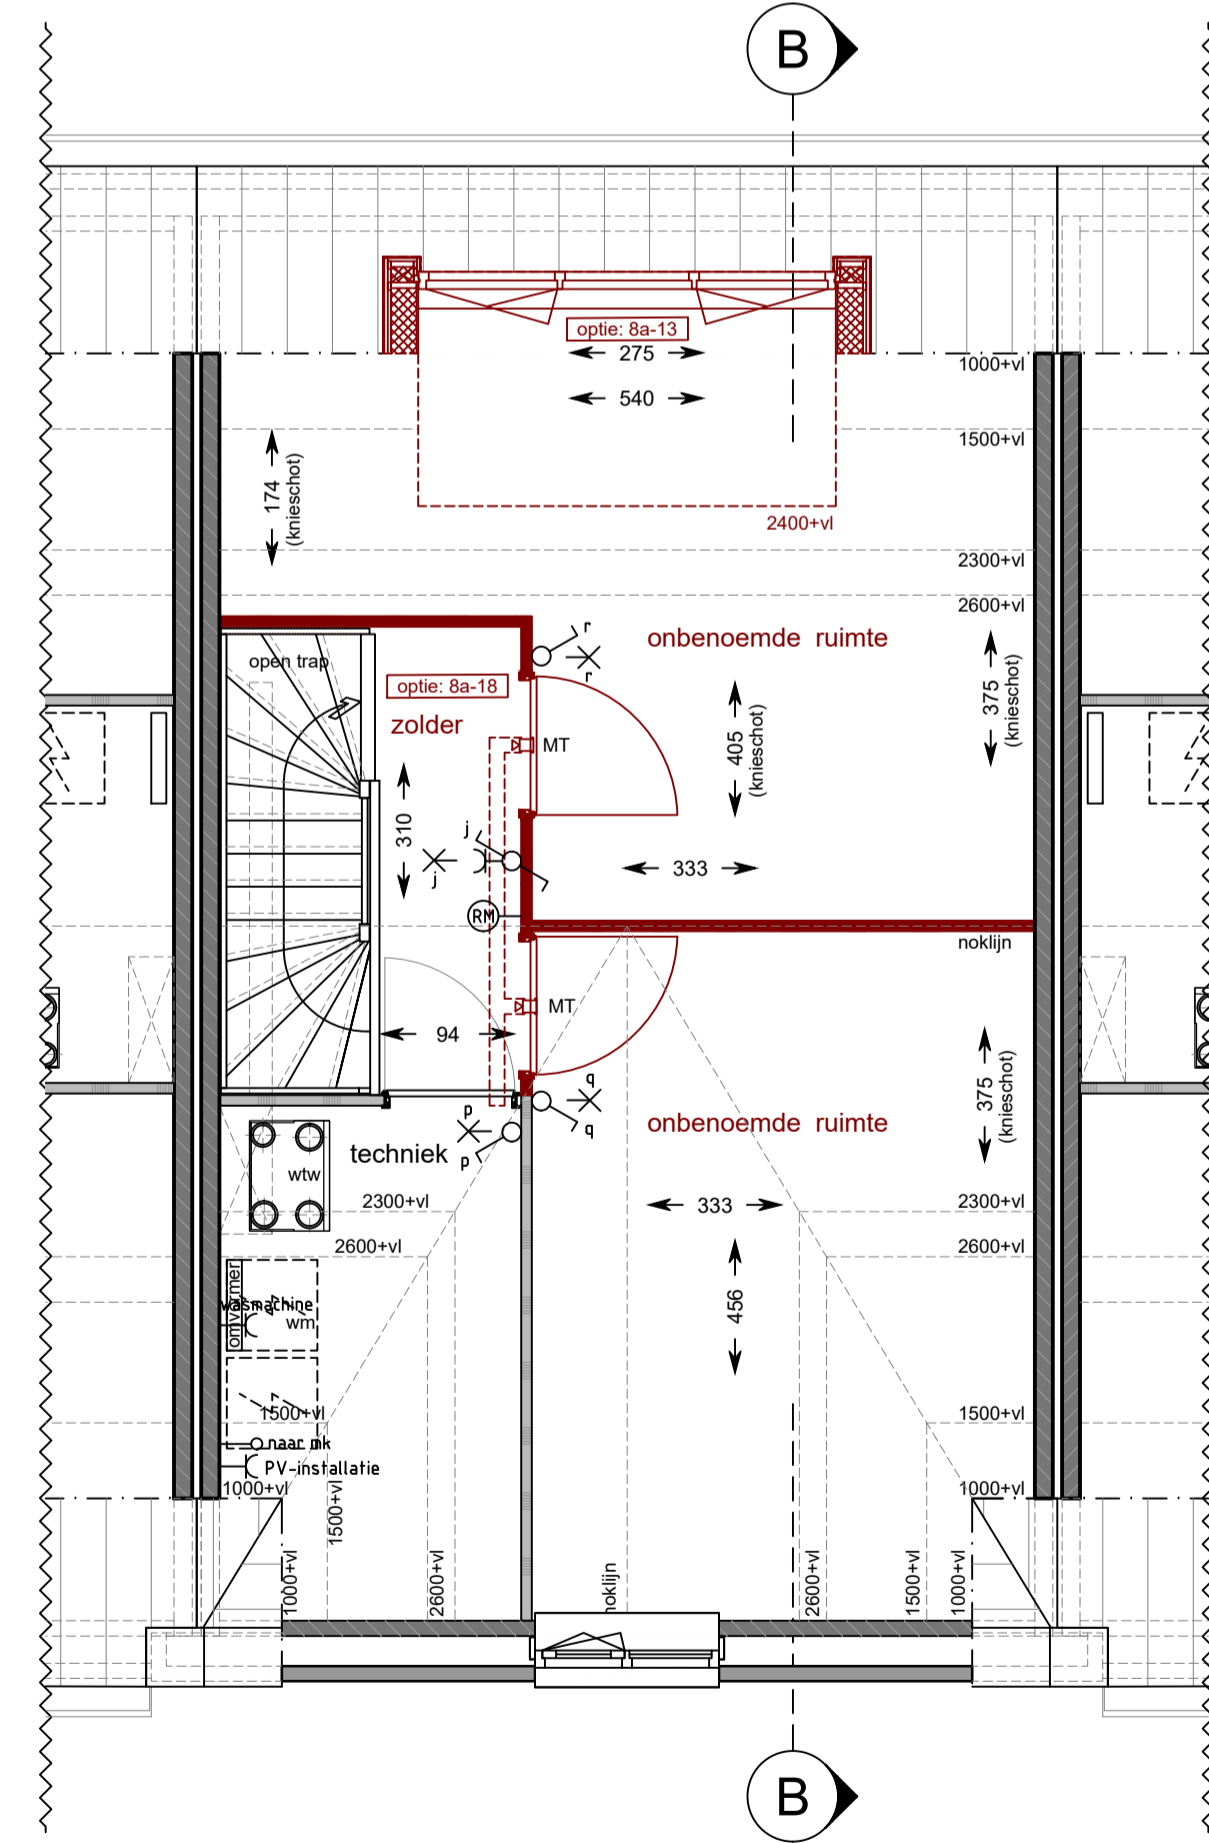 B
optie: 8a-13
275
1000+vl
540
1500+vl
174
(knieschot)
2400+vl
2300+vl
2600+vl
r
onbenoemde ruimte
open trap
r
optie: 8a-18
zolder
375
(knieschot)
MT
405
(knieschot)
310
j
j
333
RM
noklijn
MT
94
q
p
q
onbenoemde ruimte
375
(knieschot)
techniek
p
wtw
2300+vl
333
2300+vl
2600+vl
2600+vl
omvormer
wasmachine
wm
456
1500+vl
1500+vl
naar mk
PV-installatie
1000+vl
1000+vl
1500+vl
1000+vl
2600+vl
noklijn
2600+vl
1500+vl
1000+vl
B